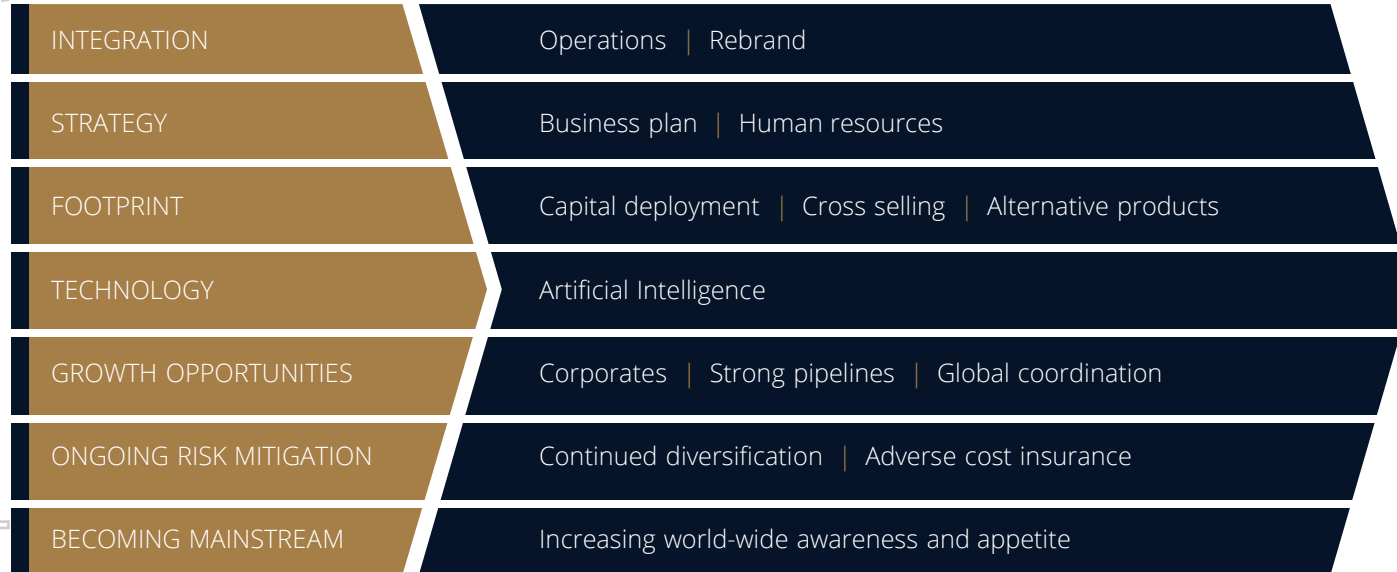 INTEGRATION Operations | Rebrand
STRATEGY Business plan | Human resources
FOOTPRINT Capital deployment | Cross selling | Alternative products
TECHNOLOGY Artificial Intelligence
GROWTH OPPORTUNITIES Corporates | Strong pipelines | Global coordination
ONGOING RISK MITIGATION Continued diversification | Adverse cost insurance
BECOMING MAINSTREAM Increasing world-wide awareness and appetite